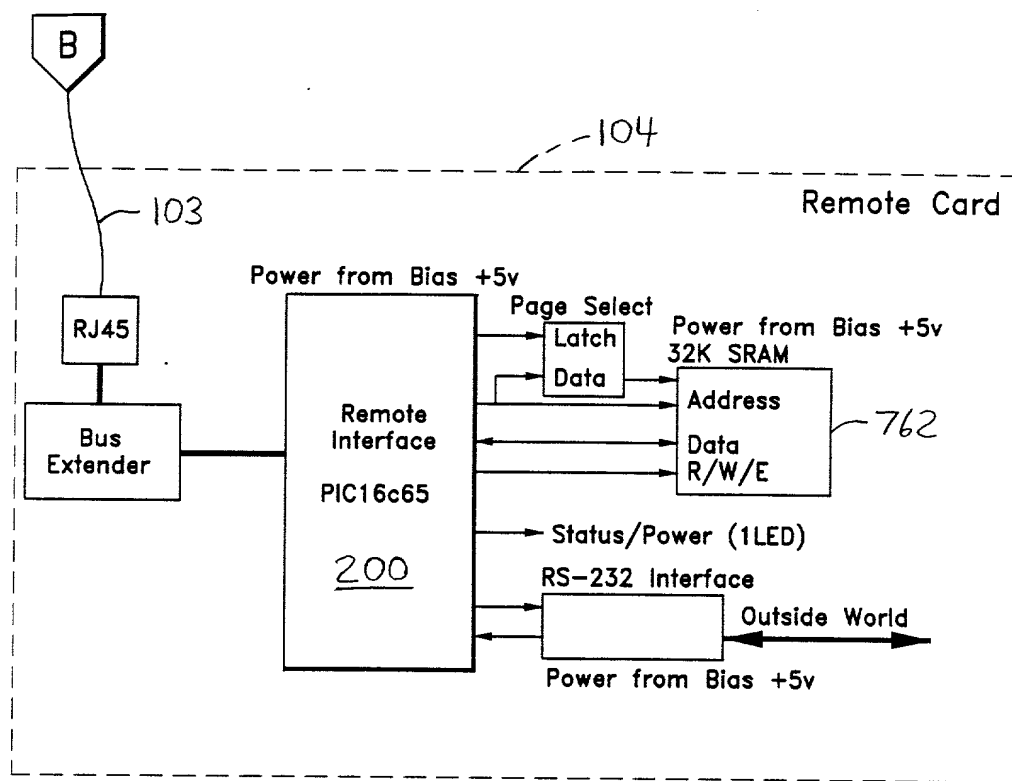 B
104
103
Remote Card
Power from Bias +5v
RJ45
Bus
Extender
Remote
Interface
PIC16c65
200
Page Select
Latch
Data
Power from Bias +5v
32K SRAM
Address
Data
R/W/E
762
Status/Power (1LED)
RS-232 Interface
Outside World
Power from Bias +5v